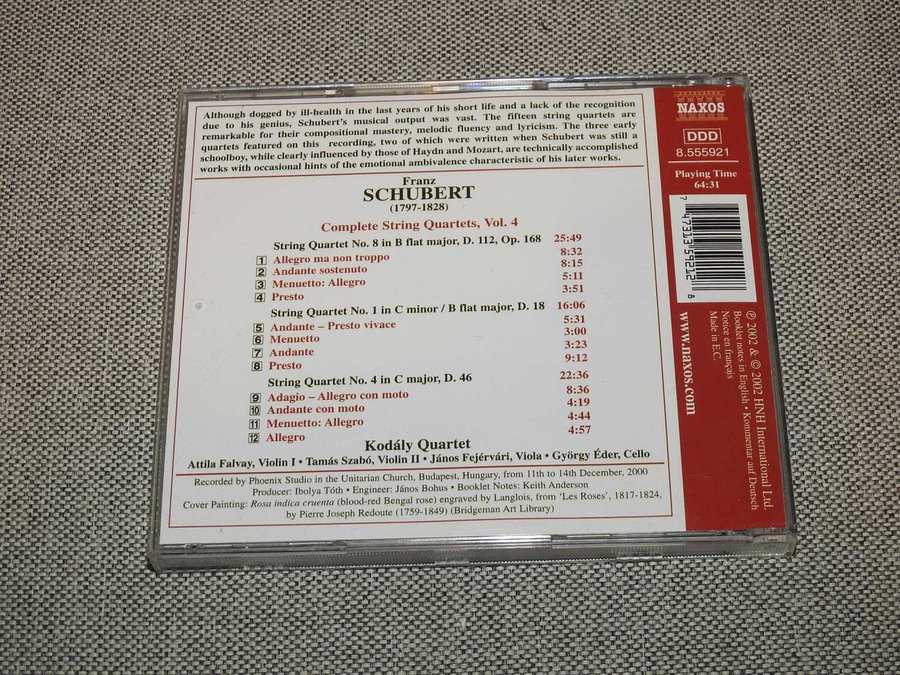 Although dogged by ill-health in the last years of his short life and a lack of the recognition
due to his genius, Schubert's musical output was vast. The fifteen string quartets are
remarkable for their compositional mastery, melodic fluency and lyricism. The three early
quartets featured on this recording, two of which were written when Schubert was still a
schoolboy, while clearly influenced by those of Haydn and Mozart, are technically accomplished
works with occasional hints of the emotional ambivalence characteristic of his later works.
Franz
SCHUBERT
(1797-1828)
Complete String Quartets, Vol. 4
String Quartet No. 8 in B flat major, D. 112, Op. 168 25:49
1 Allegro ma non troppo 8:32
2 Andante sostenuto 8:15
3 Menuetto: Allegro 5:11
4 Presto 3:51
String Quartet No. 1 in C minor / B flat major, D. 18 16:06
5 Andante – Presto vivace 5:31
6 Menuetto 3:00
7 Andante 3:23
8 Presto 9:12
String Quartet No. 4 in C major, D. 46 22:36
9 Adagio – Allegro con moto 8:36
10 Andante con moto 4:19
11 Menuetto: Allegro 4:44
12 Allegro 4:57
Kodály Quartet
Attila Falvay, Violin I • Tamás Szabó, Violin II • János Fejérvári, Viola • György Éder, Cello
Recorded by Phoenix Studio in the Unitarian Church, Budapest, Hungary, from 11th to 14th December, 2000
Producer: Ibolya Tóth • Engineer: János Bohus • Booklet Notes: Keith Anderson
Cover Painting: Rosa indica cruenta (blood-red Bengal rose) engraved by Langlois, from 'Les Roses', 1817-1824,
by Pierre Joseph Redoute (1759-1849) (Bridgeman Art Library)
NAXOS
DDD
8.555921
Playing Time
64:31
7 47313 59212 8
℗ 2002 & © 2002 HNH International Ltd.
Booklet notes in English • Kommentar auf Deutsch
Notice en français
Made in E.C.
www.naxos.com